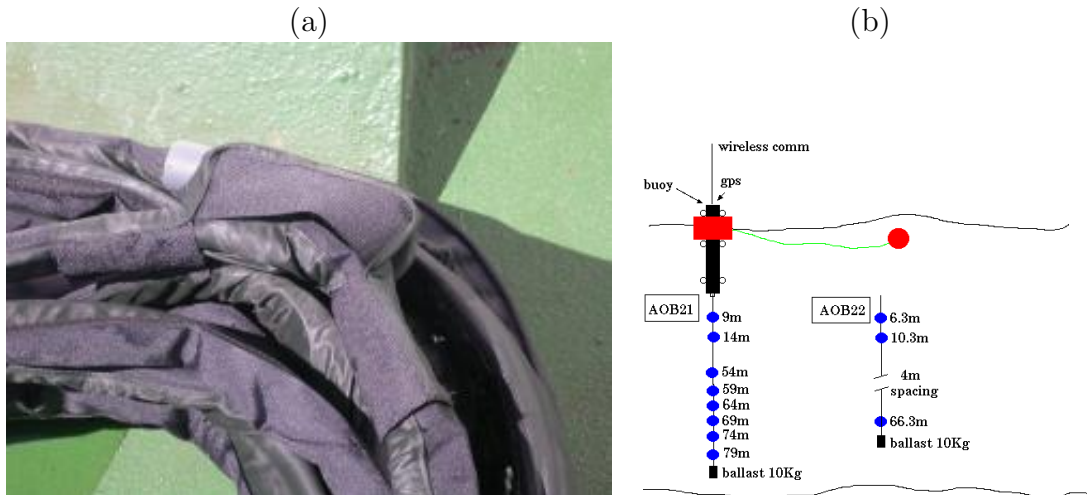 (a)
(b)
wireless comm
buoy
gps
AOB21
9m
14m
54m
59m
64m
69m
74m
79m
ballast 10Kg
AOB22
6.3m
10.3m
4m
spacing
66.3m
ballast 10Kg